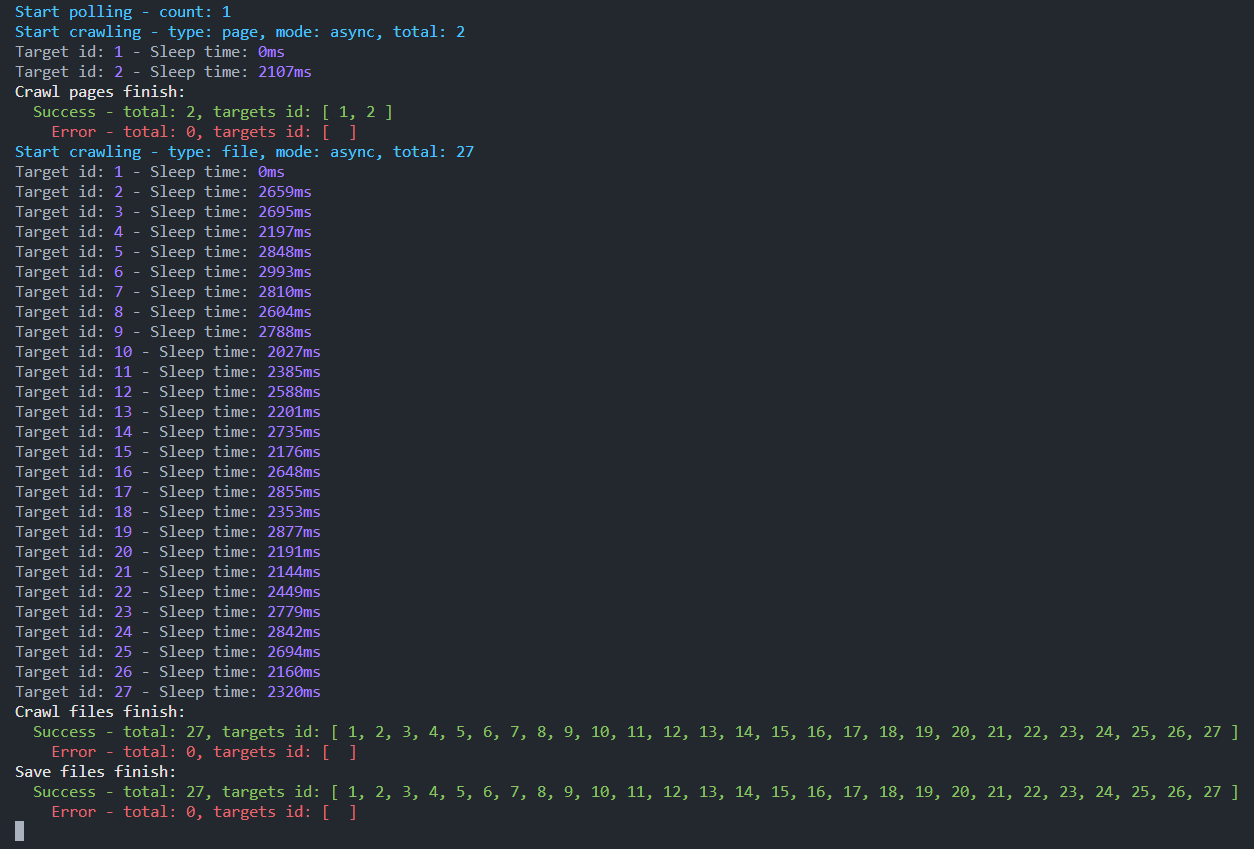 Start polling - count: 1
Start crawling - type: page, mode: async, total: 2
Target id: 1 - Sleep time: 0ms
Target id: 2 - Sleep time: 2107ms
Crawl pages finish:
  Success - total: 2, targets id: [ 1, 2 ]
    Error - total: 0, targets id: [  ]
Start crawling - type: file, mode: async, total: 27
Target id: 1 - Sleep time: 0ms
Target id: 2 - Sleep time: 2659ms
Target id: 3 - Sleep time: 2695ms
Target id: 4 - Sleep time: 2197ms
Target id: 5 - Sleep time: 2848ms
Target id: 6 - Sleep time: 2993ms
Target id: 7 - Sleep time: 2810ms
Target id: 8 - Sleep time: 2604ms
Target id: 9 - Sleep time: 2788ms
Target id: 10 - Sleep time: 2027ms
Target id: 11 - Sleep time: 2385ms
Target id: 12 - Sleep time: 2588ms
Target id: 13 - Sleep time: 2201ms
Target id: 14 - Sleep time: 2735ms
Target id: 15 - Sleep time: 2176ms
Target id: 16 - Sleep time: 2648ms
Target id: 17 - Sleep time: 2855ms
Target id: 18 - Sleep time: 2353ms
Target id: 19 - Sleep time: 2877ms
Target id: 20 - Sleep time: 2191ms
Target id: 21 - Sleep time: 2144ms
Target id: 22 - Sleep time: 2449ms
Target id: 23 - Sleep time: 2779ms
Target id: 24 - Sleep time: 2842ms
Target id: 25 - Sleep time: 2694ms
Target id: 26 - Sleep time: 2160ms
Target id: 27 - Sleep time: 2320ms
Crawl files finish:
  Success - total: 27, targets id: [ 1, 2, 3, 4, 5, 6, 7, 8, 9, 10, 11, 12, 13, 14, 15, 16, 17, 18, 19, 20, 21, 22, 23, 24, 25, 26, 27 ]
    Error - total: 0, targets id: [  ]
Save files finish:
  Success - total: 27, targets id: [ 1, 2, 3, 4, 5, 6, 7, 8, 9, 10, 11, 12, 13, 14, 15, 16, 17, 18, 19, 20, 21, 22, 23, 24, 25, 26, 27 ]
    Error - total: 0, targets id: [  ]